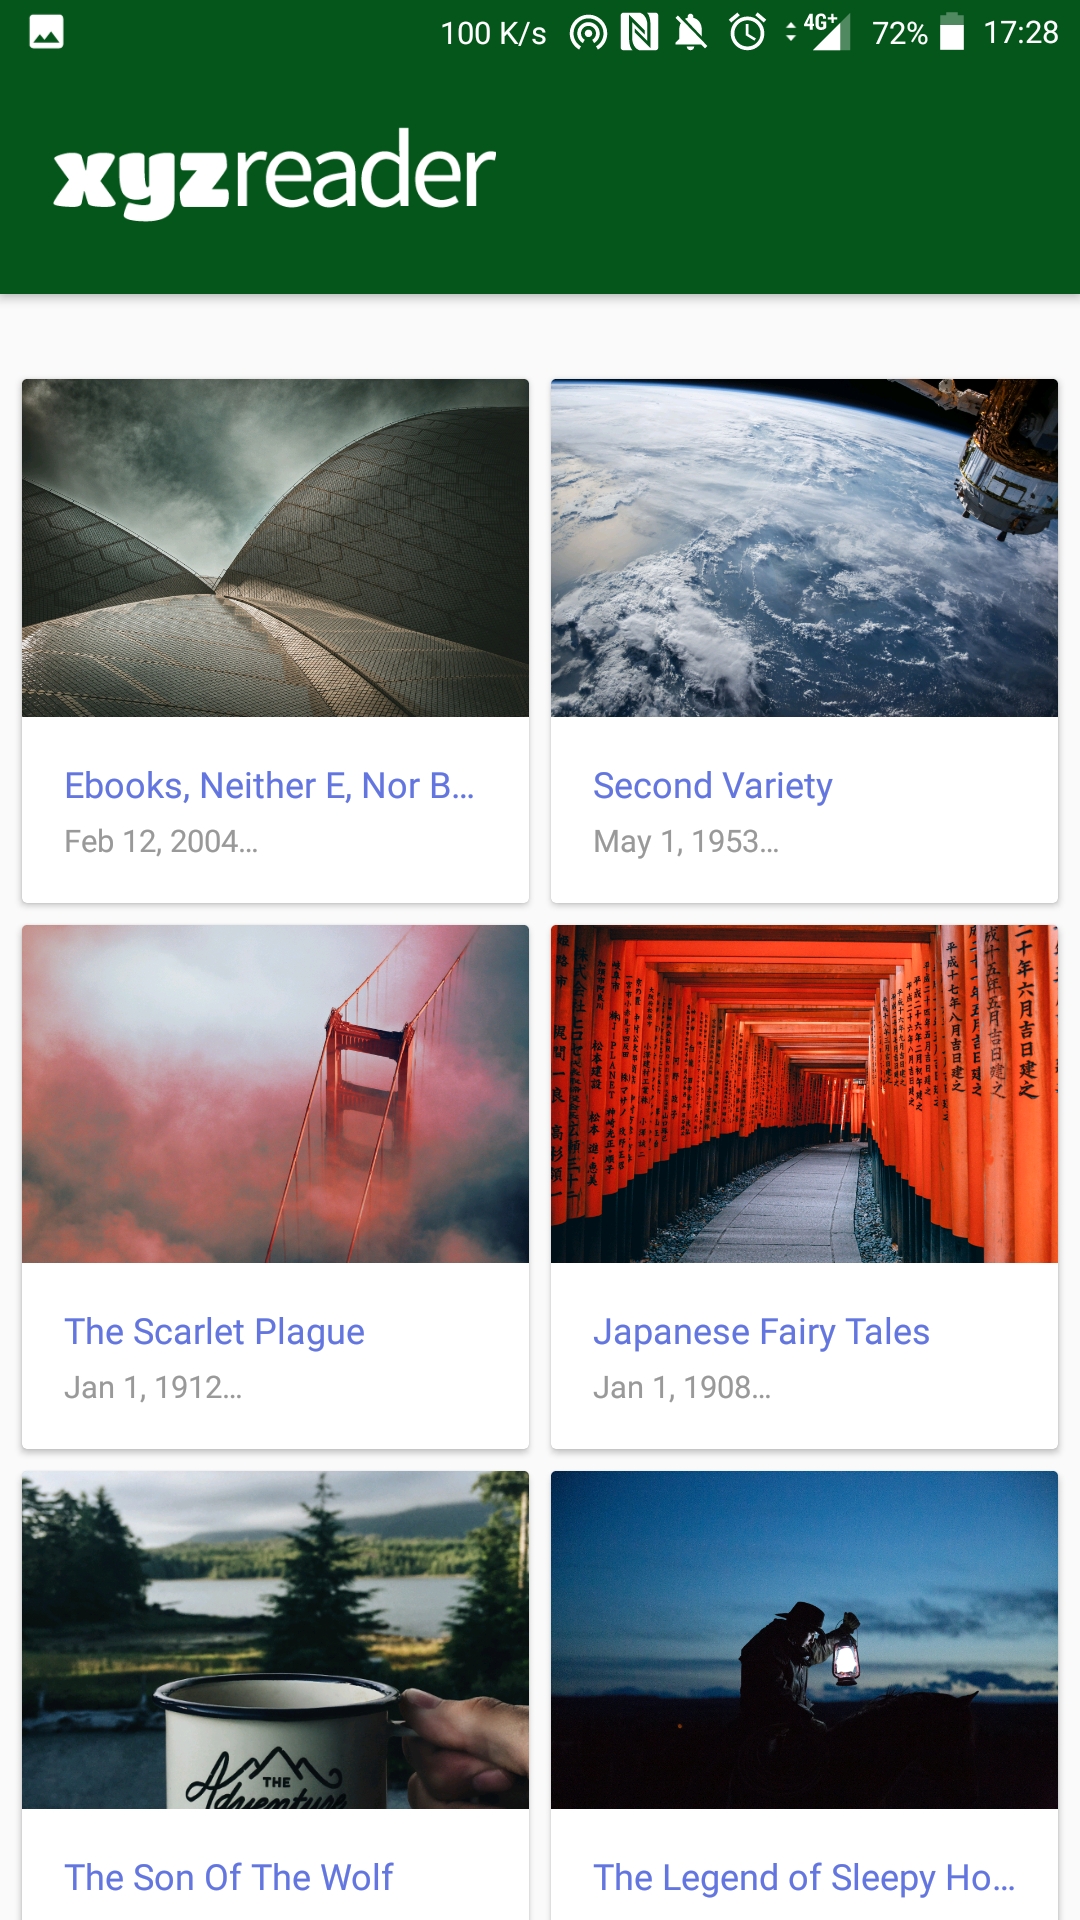 100 K/s 4G+ 72% 17:28
xyzreader
Ebooks, Neither E, Nor B...
Feb 12, 2004...
Second Variety
May 1, 1953...
The Scarlet Plague
Jan 1, 1912...
Japanese Fairy Tales
Jan 1, 1908...
THE
Adventure
The Son Of The Wolf
The Legend of Sleepy Ho...